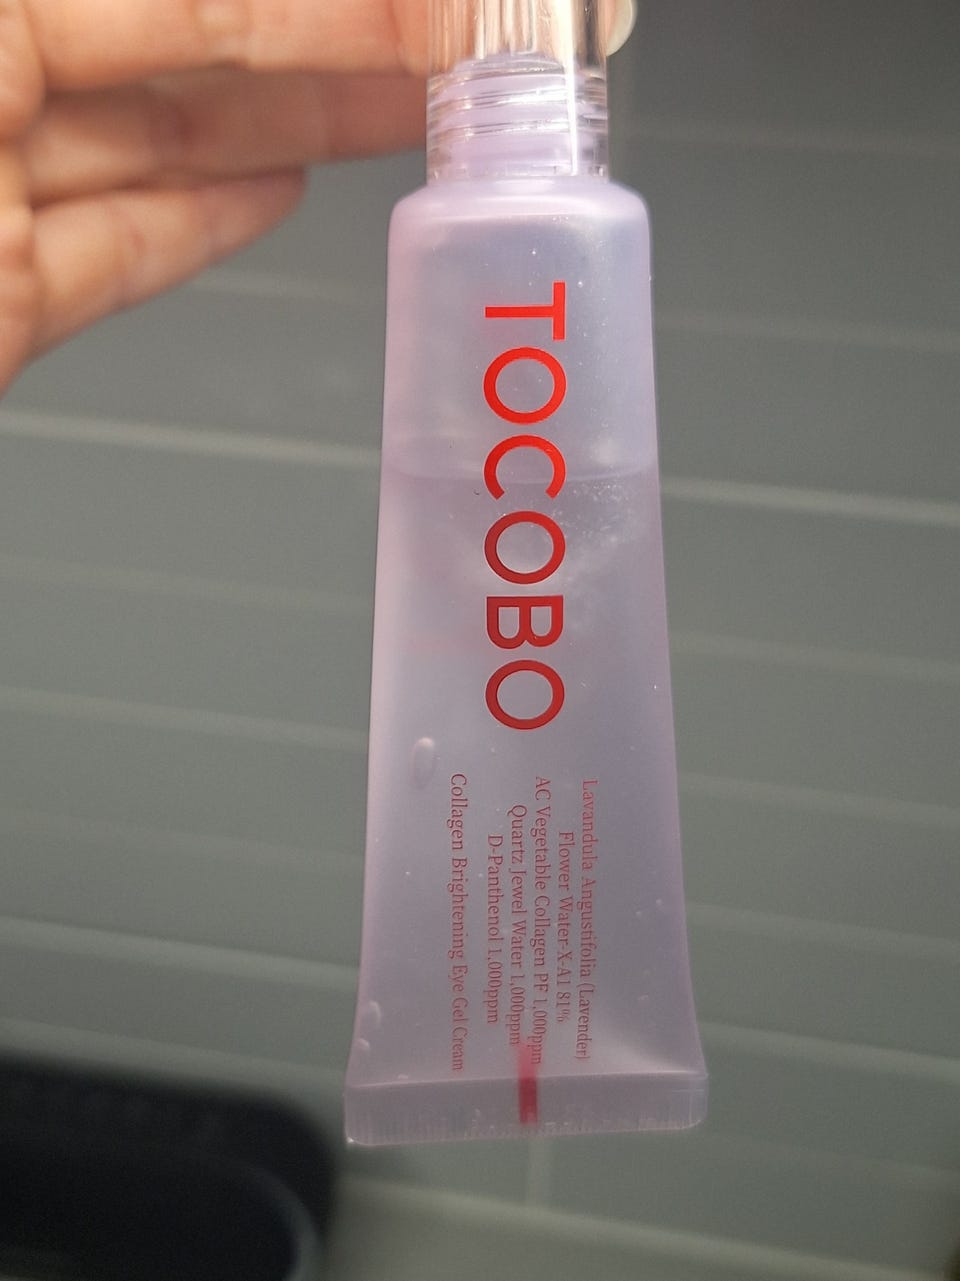 TOCOBO
Lavandula Angustifolia (Lavender)
Flower Water-X-A1 81%
AC Vegetable Collagen PF 1,000ppm
Quartz Jewel Water 1,000ppm
D-Panthenol 1,000ppm
Collagen Brightening Eye Gel Cream